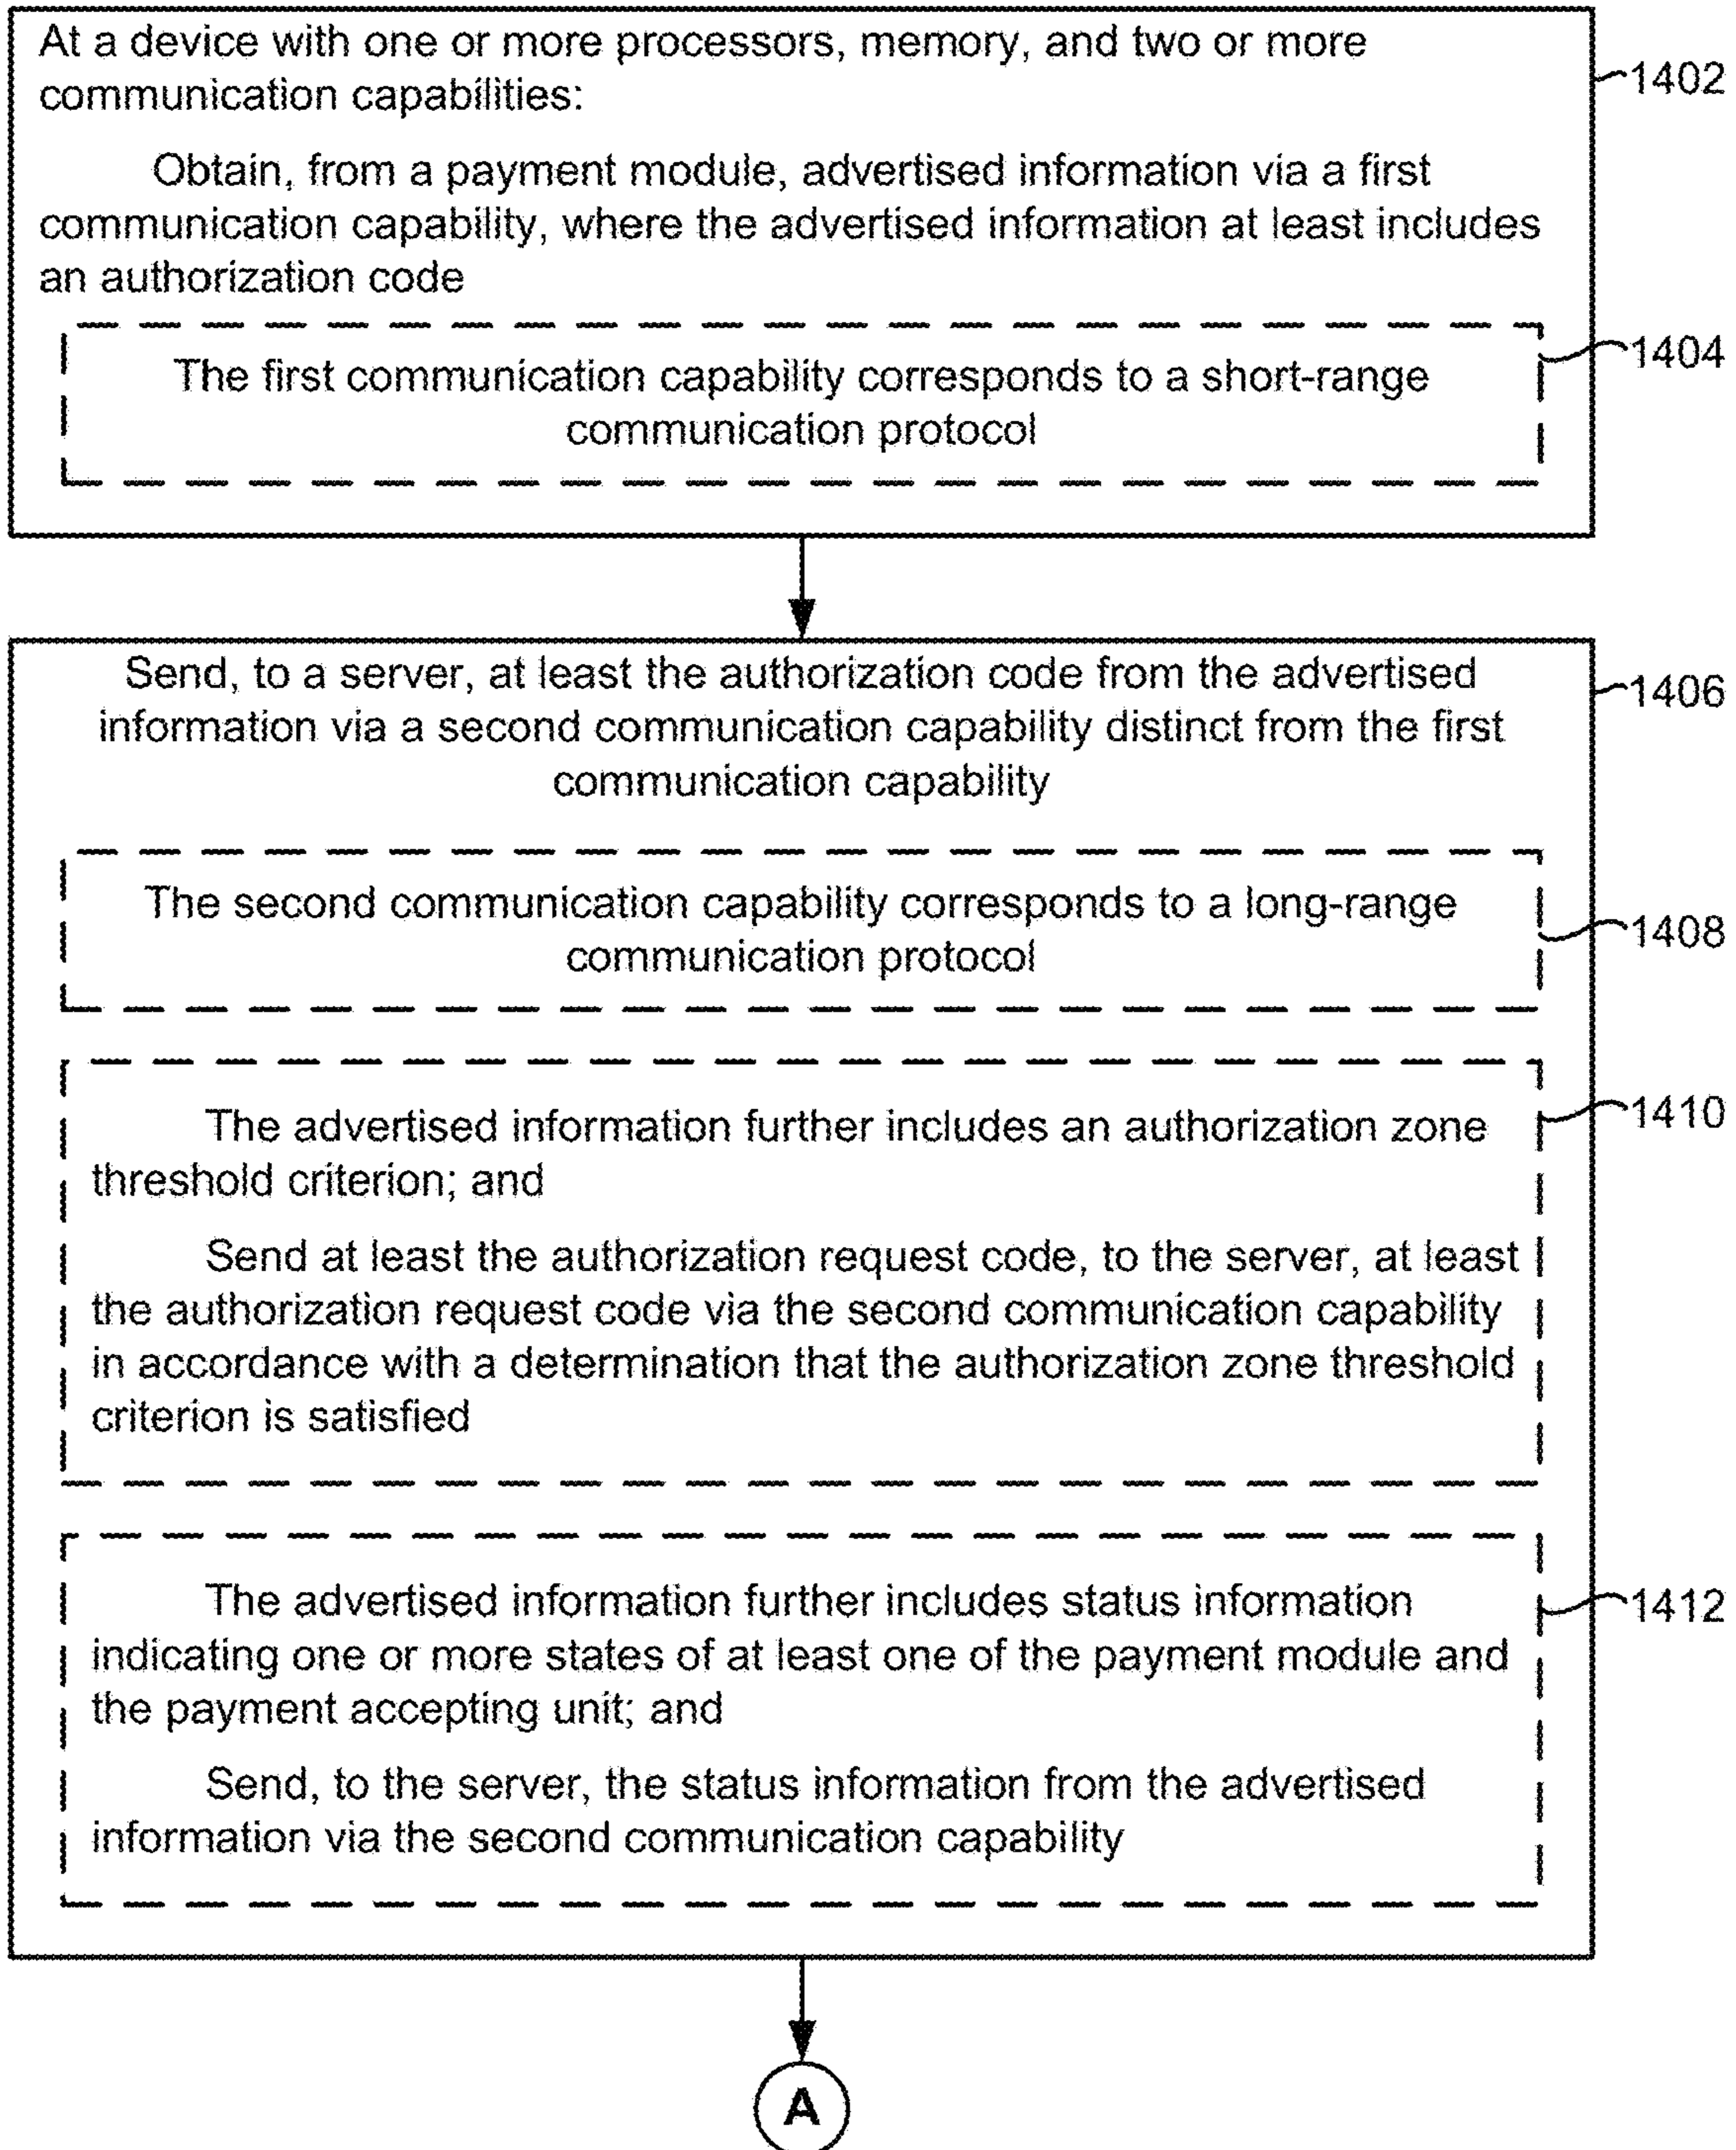 At a device with one or more processors, memory, and two or more
communication capabilities:
1402
Obtain, from a payment module, advertised information via a first
communication capability, where the advertised information at least includes
an authorization code
The first communication capability corresponds to a short-range
communication protocol
1404
Send, to a server, at least the authorization code from the advertised
information via a second communication capability distinct from the first
communication capability
1406
The second communication capability corresponds to a long-range
communication protocol
1408
The advertised information further includes an authorization zone
threshold criterion; and
1410
Send at least the authorization request code, to the server, at least
the authorization request code via the second communication capability
in accordance with a determination that the authorization zone threshold
criterion is satisfied
The advertised information further includes status information
indicating one or more states of at least one of the payment module and
the payment accepting unit; and
1412
Send, to the server, the status information from the advertised
information via the second communication capability
A